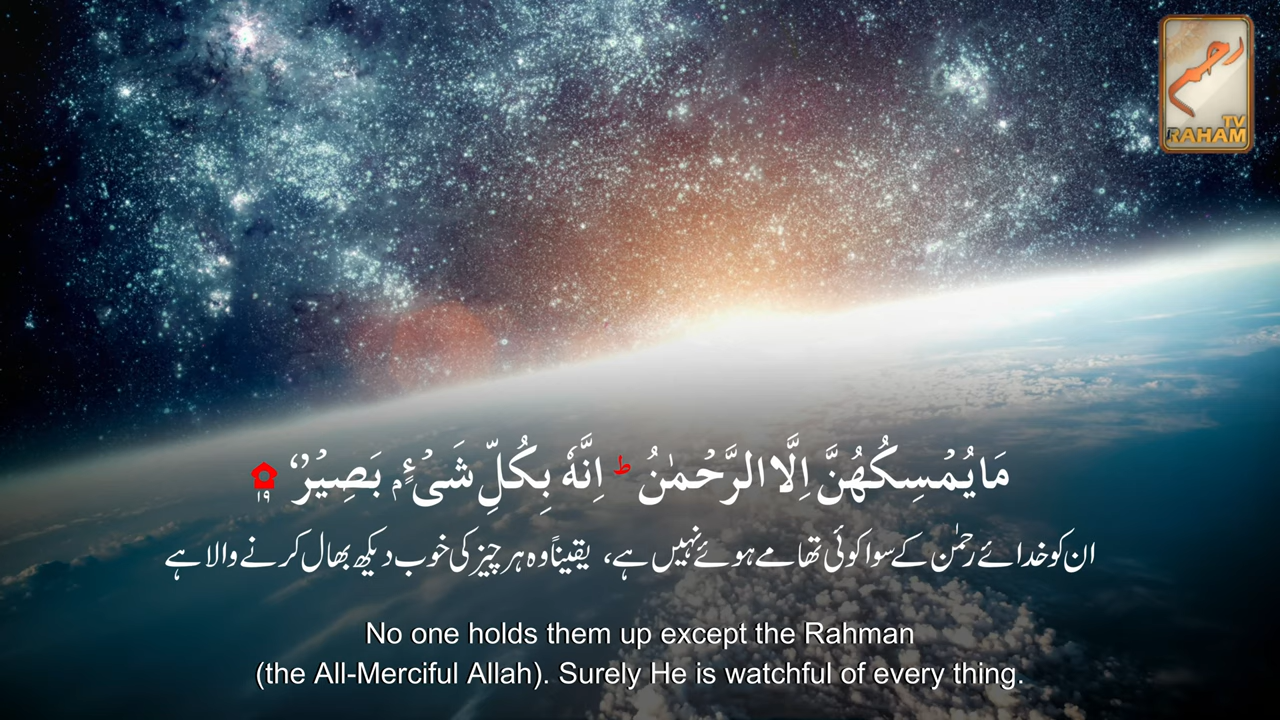 رحم
TV
RAHAM
مَا يُمْسِكُهُنَّ اِلَّا الرَّحْمٰنُ ؕ اِنَّهٗ بِكُلِّ شَیْءٍۭ بَصِیْرٌ ۱۹
ان کو خدائے رحمٰن کے سوا کوئی تھامے ہوئے نہیں ہے، یقیناً وہ ہر چیز کی خوب دیکھ بھال کرنے والا ہے
No one holds them up except the Rahman
(the All-Merciful Allah). Surely He is watchful of every thing.